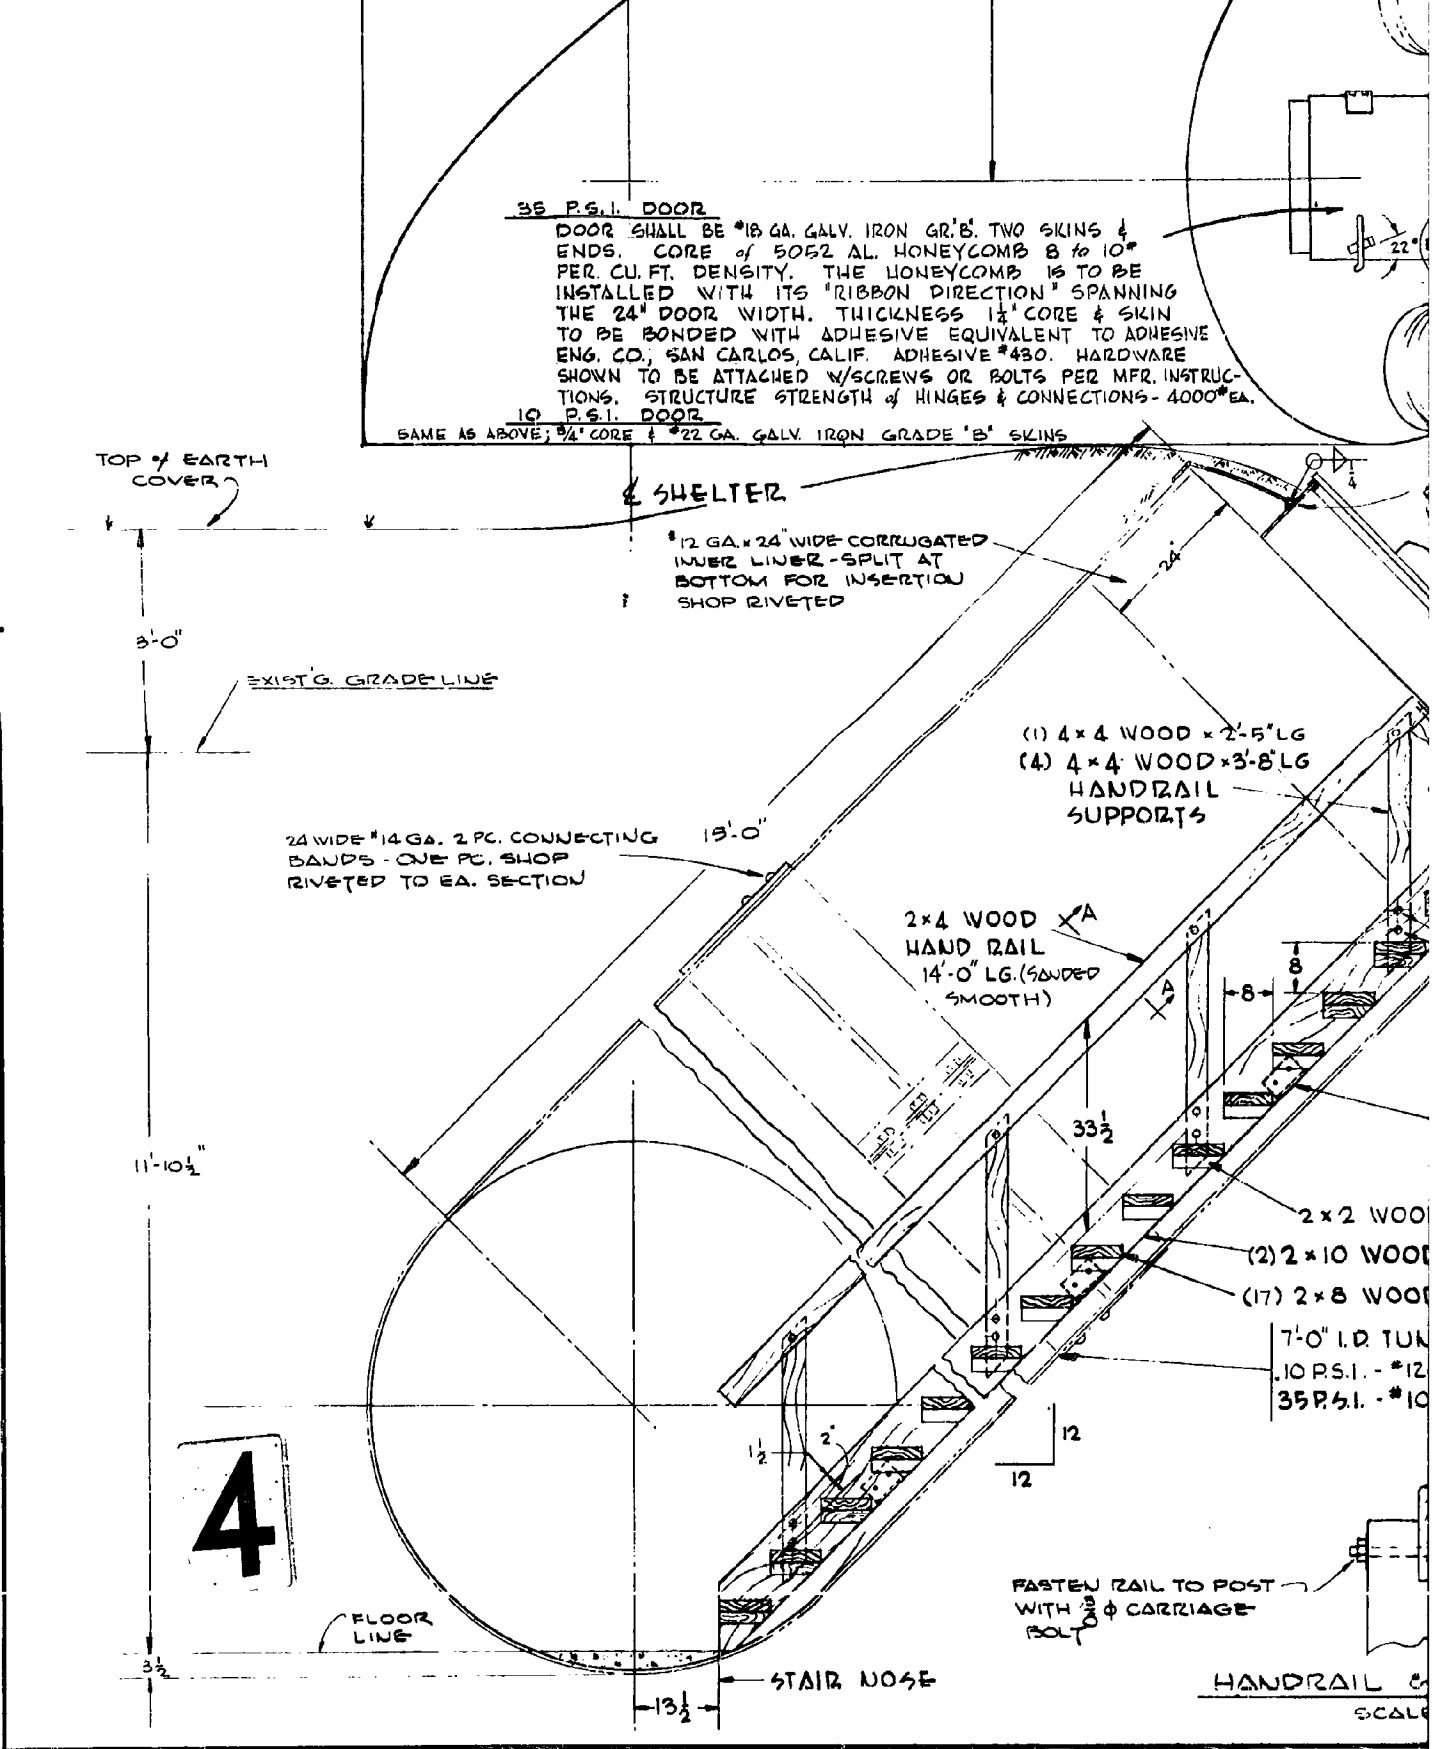 35 P.S.I. DOOR
DOOR SHALL BE #18 GA. GALV. IRON GR.'B'. TWO SKINS &
ENDS. CORE of 5052 AL. HONEYCOMB 8 to 10#
PER. CU. FT. DENSITY. THE HONEYCOMB IS TO BE
INSTALLED WITH ITS "RIBBON DIRECTION" SPANNING
THE 24" DOOR WIDTH. THICKNESS 1¼" CORE & SKIN
TO BE BONDED WITH ADHESIVE EQUIVALENT TO ADHESIVE
ENG. CO., SAN CARLOS, CALIF. ADHESIVE #430. HARDWARE
SHOWN TO BE ATTACHED W/SCREWS OR BOLTS PER MFR. INSTRUC-
TIONS. STRUCTURE STRENGTH of HINGES & CONNECTIONS - 4000# EA.
10 P.S.I. DOOR
SAME AS ABOVE; ¾" CORE & #22 GA. GALV. IRON GRADE 'B' SKINS
22°
TOP of EARTH
COVER
℄ SHELTER
¼
#12 GA. x 24" WIDE CORRUGATED
INNER LINER - SPLIT AT
BOTTOM FOR INSERTION
SHOP RIVETED
24"
3'-0"
EXIST'G. GRADE LINE
(1) 4 x 4 WOOD x 2'-5" LG
(4) 4 x 4 WOOD x 3'-8" LG
HANDRAIL
SUPPORTS
24 WIDE #14 GA. 2 PC. CONNECTING
BANDS - ONE PC. SHOP
RIVETED TO EA. SECTION
15'-0"
2x4 WOOD
HAND RAIL
14'-0" LG. (SANDED
SMOOTH)
A
A
8
8
33½
11'-10½"
2 x 2 WOO
(2) 2 x 10 WOOD
(17) 2 x 8 WOOD
7'-0" I.D. TUN
10 P.S.I. - #12
35 P.S.I. - #10
12
12
1½
2"
4
FASTEN RAIL TO POST
WITH ⅜ ϕ CARRIAGE
BOLT
FLOOR
LINE
3½
STAIR NOSE
13½
HANDRAIL &
SCALE